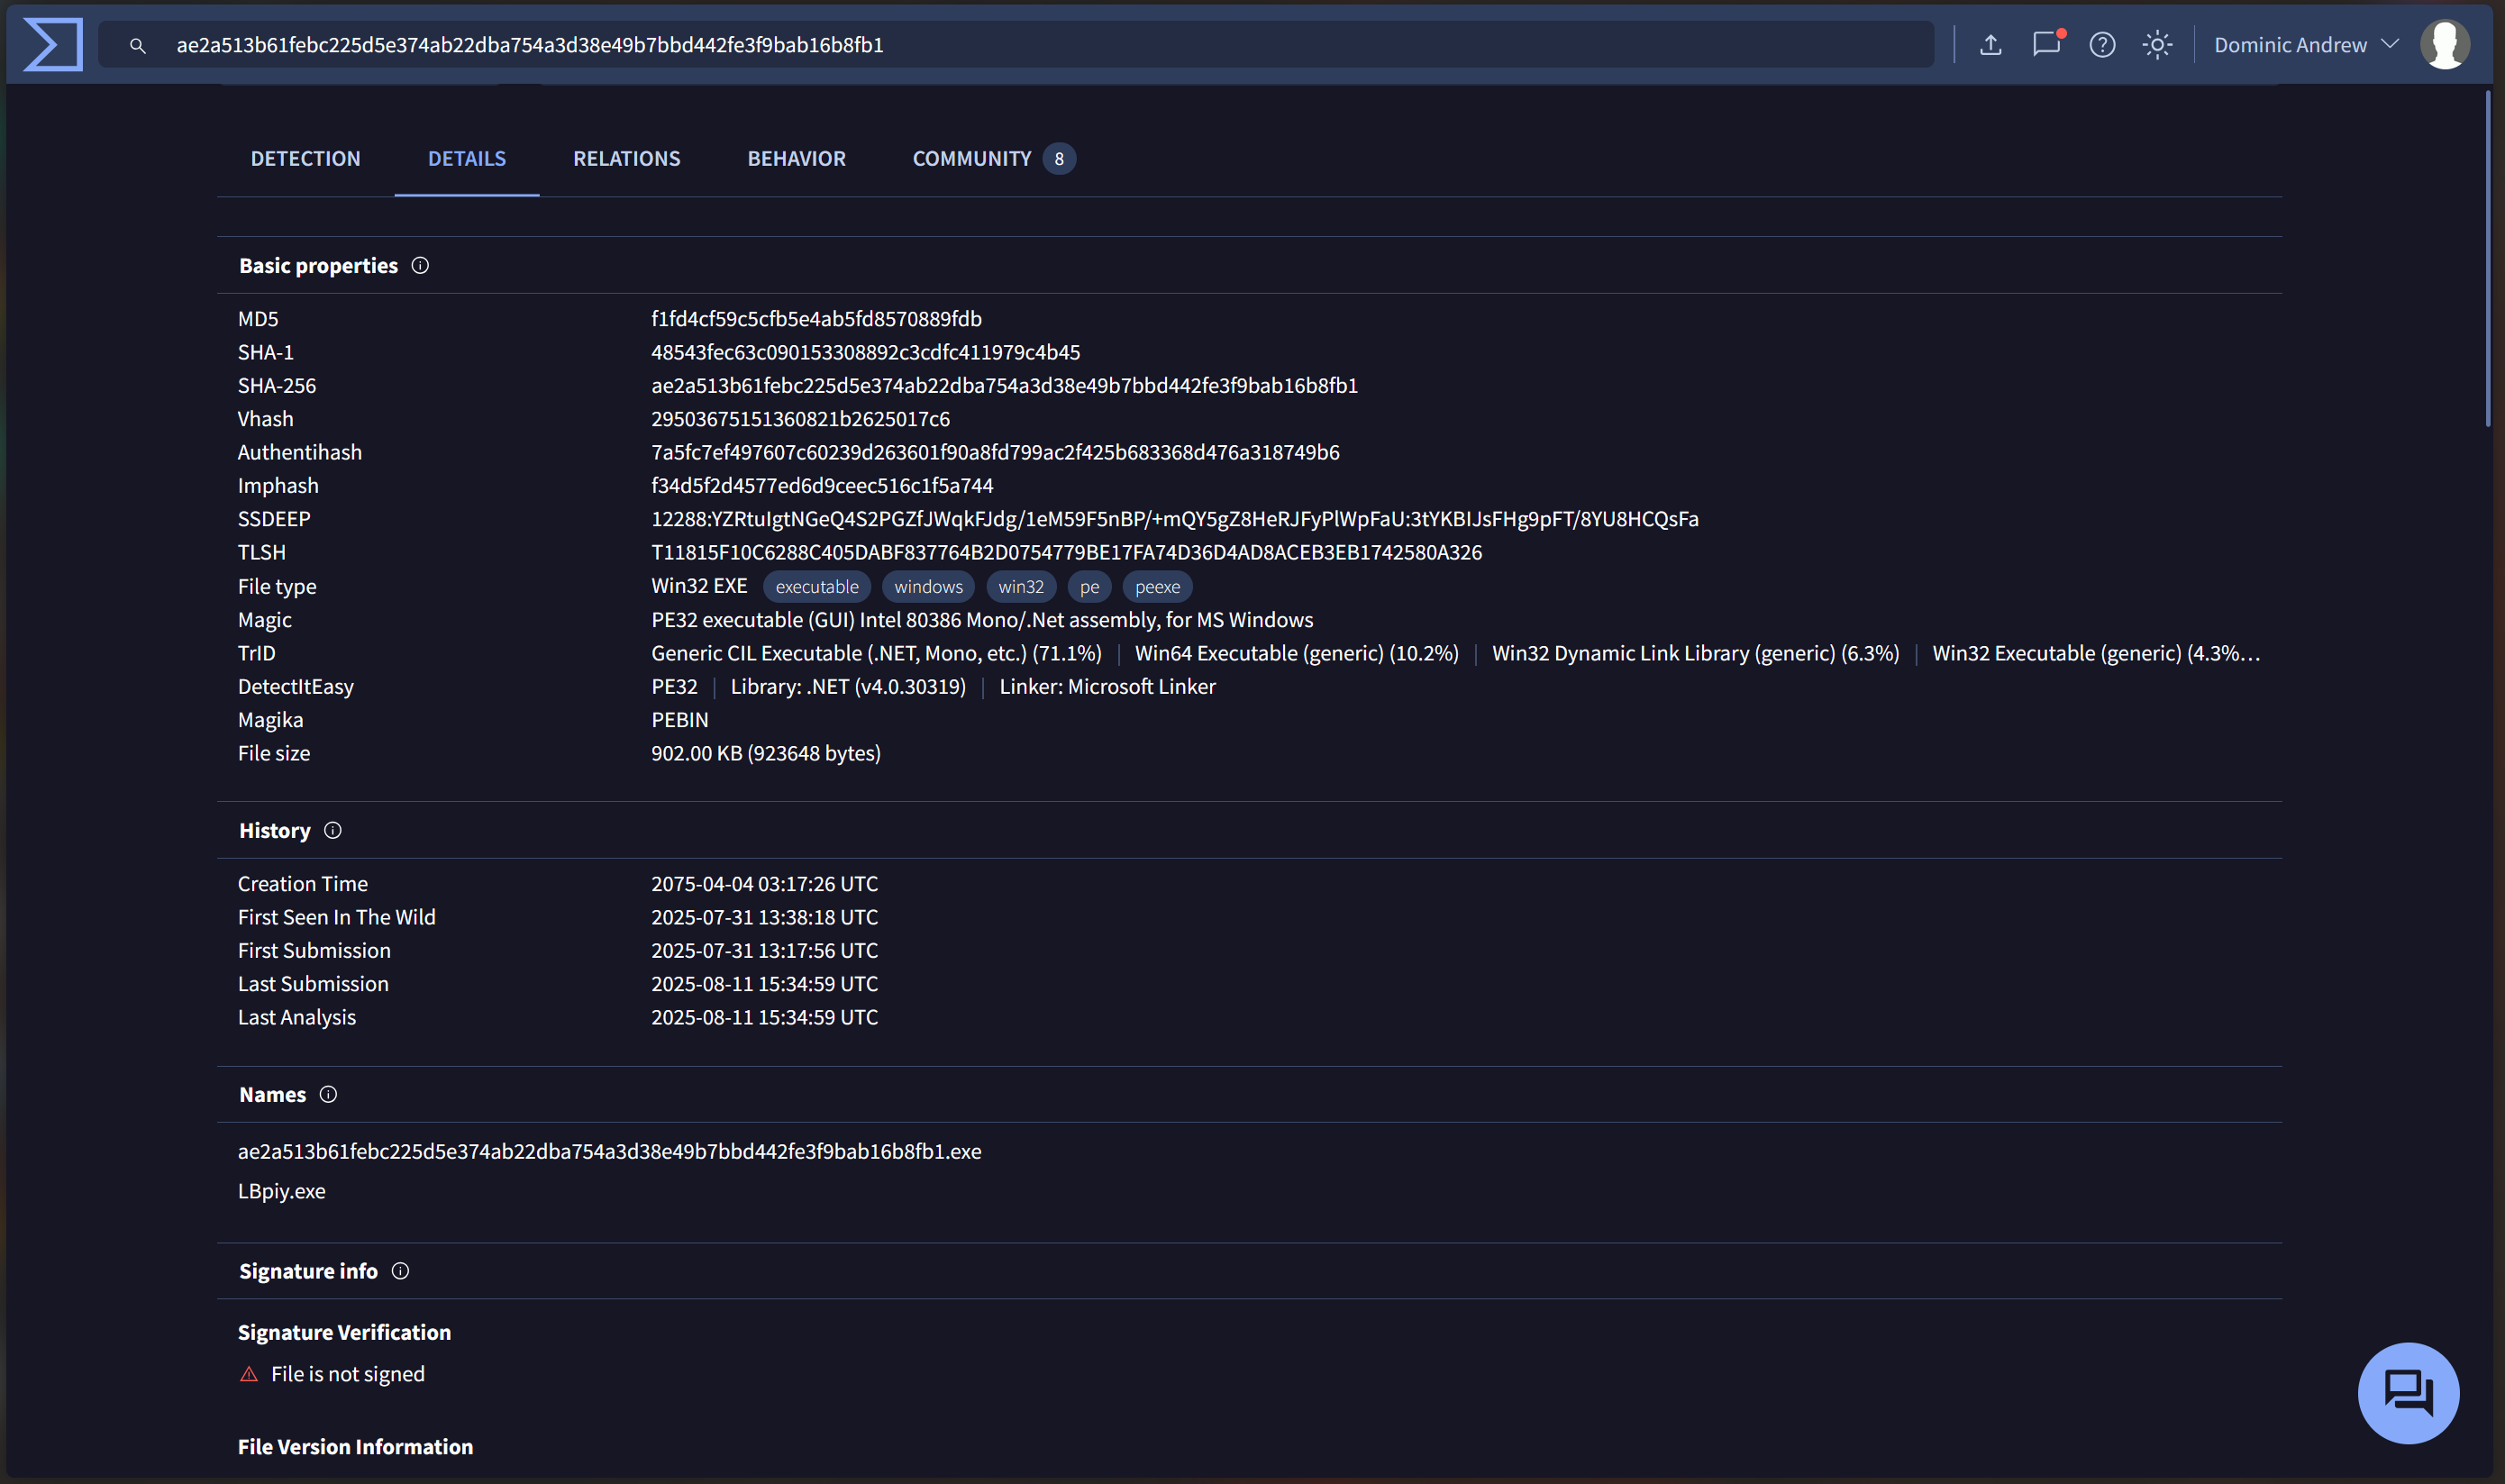 ae2a513b61febc225d5e374ab22dba754a3d38e49b7bbd442fe3f9bab16b8fb1
Dominic Andrew
DETECTION DETAILS RELATIONS BEHAVIOR COMMUNITY 8
Basic properties
MD5 f1fd4cf59c5cfb5e4ab5fd8570889fdb
SHA-1 48543fec63c090153308892c3cdfc411979c4b45
SHA-256 ae2a513b61febc225d5e374ab22dba754a3d38e49b7bbd442fe3f9bab16b8fb1
Vhash 29503675151360821b2625017c6
Authentihash 7a5fc7ef497607c60239d263601f90a8fd799ac2f425b683368d476a318749b6
Imphash f34d5f2d4577ed6d9ceec516c1f5a744
SSDEEP 12288:YZRtuIgtNGeQ4S2PGZfJWqkFJdg/1eM59F5nBP/+mQY5gZ8HeRJFyPlWpFaU:3tYKBIJsFHg9pFT/8YU8HCQsFa
TLSH T11815F10C6288C405DABF837764B2D0754779BE17FA74D36D4AD8ACEB3EB1742580A326
File type Win32 EXE executable windows win32 pe peexe
Magic PE32 executable (GUI) Intel 80386 Mono/.Net assembly, for MS Windows
TrID Generic CIL Executable (.NET, Mono, etc.) (71.1%) | Win64 Executable (generic) (10.2%) | Win32 Dynamic Link Library (generic) (6.3%) | Win32 Executable (generic) (4.3%…
DetectItEasy PE32 | Library: .NET (v4.0.30319) | Linker: Microsoft Linker
Magika PEBIN
File size 902.00 KB (923648 bytes)
History
Creation Time 2075-04-04 03:17:26 UTC
First Seen In The Wild 2025-07-31 13:38:18 UTC
First Submission 2025-07-31 13:17:56 UTC
Last Submission 2025-08-11 15:34:59 UTC
Last Analysis 2025-08-11 15:34:59 UTC
Names
ae2a513b61febc225d5e374ab22dba754a3d38e49b7bbd442fe3f9bab16b8fb1.exe
LBpiy.exe
Signature info
Signature Verification
File is not signed
File Version Information